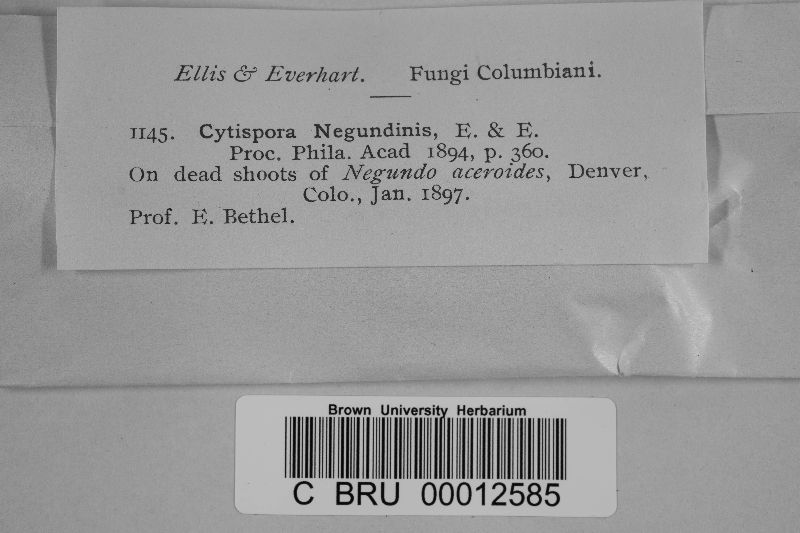 Ellis & Everhart. Fungi Columbiani.
1145. Cytispora Negundinis, E. & E.
Proc. Phila. Acad 1894, p. 360.
On dead shoots of Negundo aceroides, Denver,
Colo., Jan. 1897.
Prof. E. Bethel.
Brown University Herbarium
C BRU 00012585